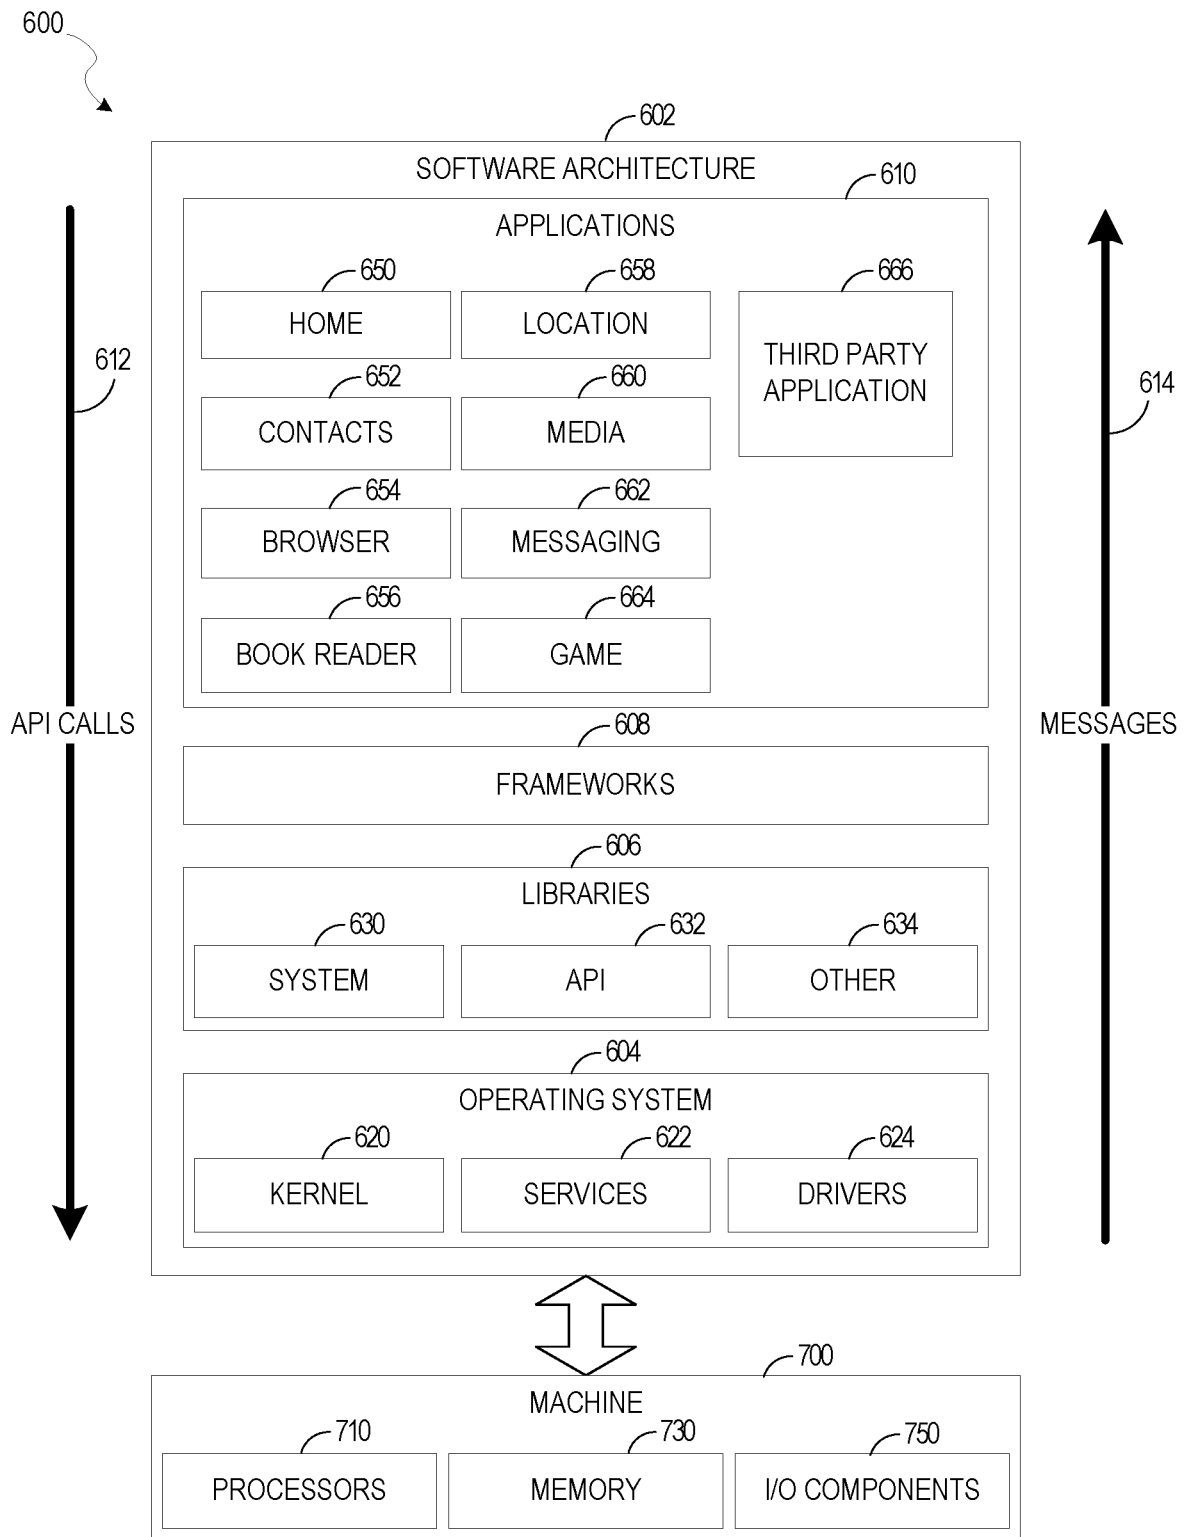 600
602
SOFTWARE ARCHITECTURE
610
APPLICATIONS
650
658
666
HOME
LOCATION
THIRD PARTY
APPLICATION
612
652
660
614
CONTACTS
MEDIA
654
662
BROWSER
MESSAGING
656
664
BOOK READER
GAME
API CALLS
MESSAGES
608
FRAMEWORKS
606
LIBRARIES
630
632
634
SYSTEM
API
OTHER
604
OPERATING SYSTEM
620
622
624
KERNEL
SERVICES
DRIVERS
700
MACHINE
710
730
750
PROCESSORS
MEMORY
I/O COMPONENTS